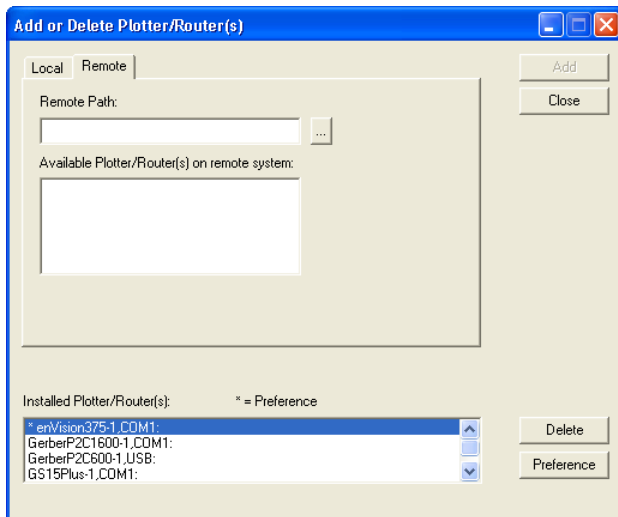 Add or Delete Plotter/Router(s)
Local
Remote
Add
Close
Remote Path:
...
Available Plotter/Router(s) on remote system:
Installed Plotter/Router(s):
* = Preference
* enVision375-1,COM1:
GerberP2C1600-1,COM1:
GerberP2C600-1,USB:
GS15Plus-1,COM1:
Delete
Preference